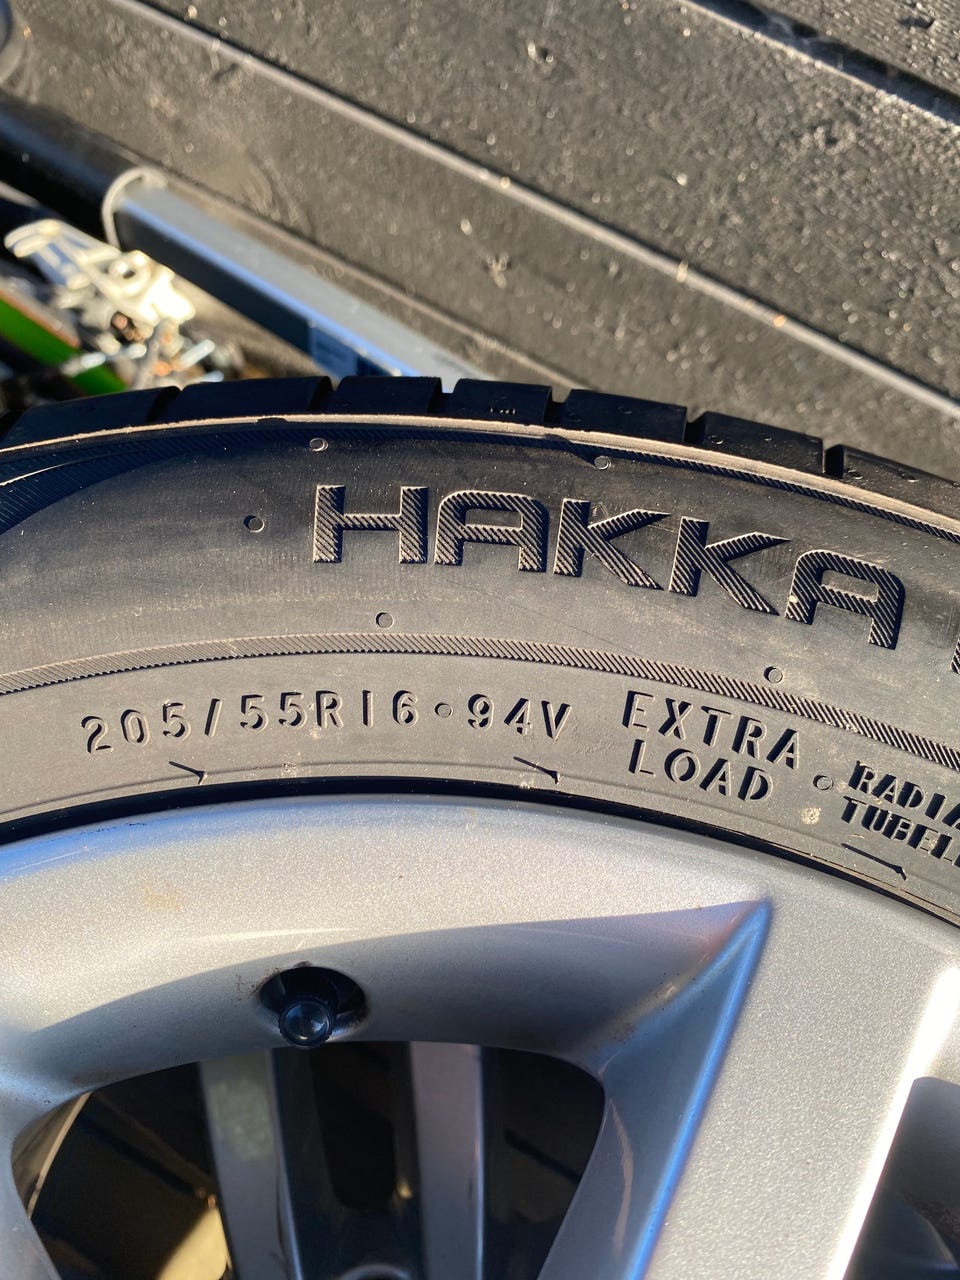 HAKKA
205/55R16 94V EXTRA LOAD